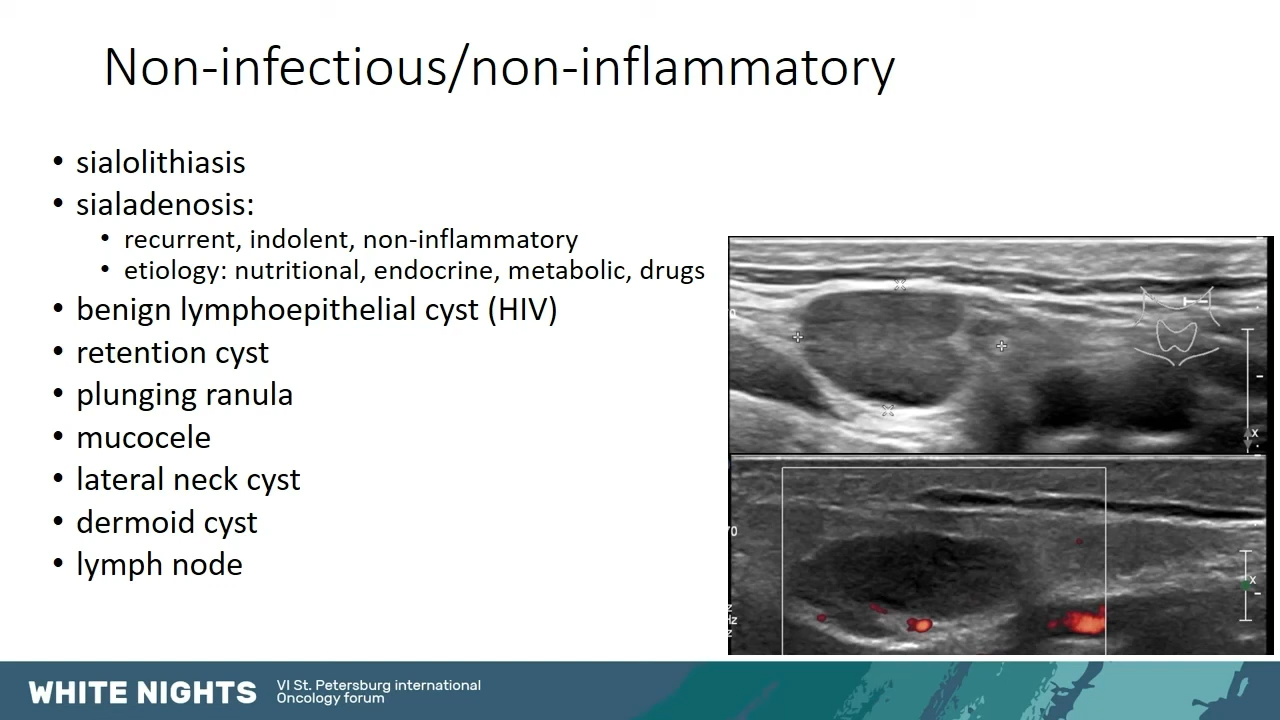 Non-infectious/non-inflammatory
• sialolithiasis
• sialadenosis:
• recurrent, indolent, non-inflammatory
• etiology: nutritional, endocrine, metabolic, drugs
• benign lymphoepithelial cyst (HIV)
• retention cyst
• plunging ranula
• mucocele
• lateral neck cyst
• dermoid cyst
• lymph node
x
x
WHITE NIGHTS
VI St. Petersburg international
Oncology forum